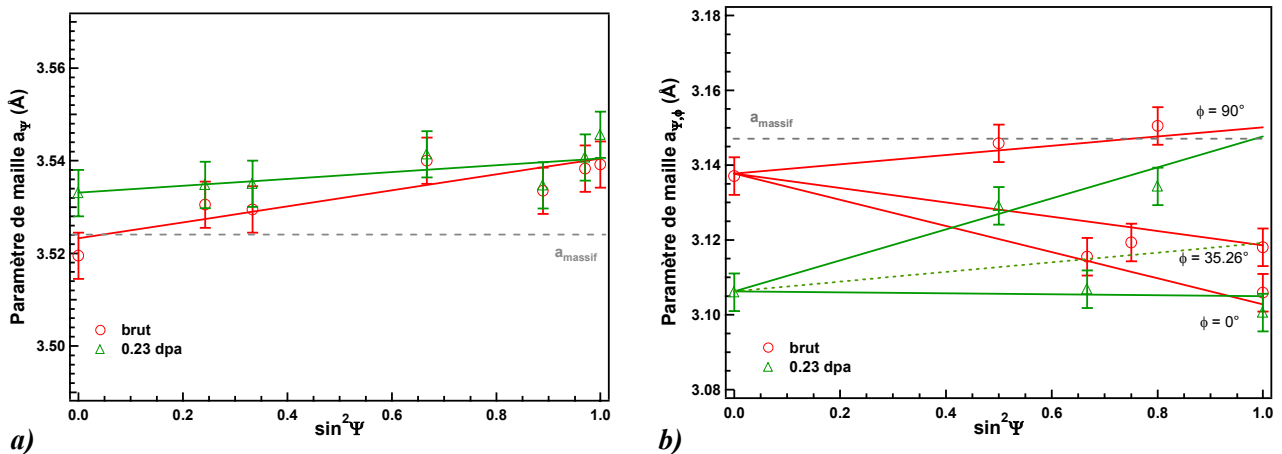 Paramètre de maille aΨ (Å)
3.56
3.54
3.52
3.50
a massif
brut
0.23 dpa
0.0 0.2 0.4 0.6 0.8 1.0
sin²Ψ
a)
Paramètre de maille aΨ,ϕ (Å)
3.18
3.16
3.14
3.12
3.10
3.08
a massif
ϕ = 90°
ϕ = 35.26°
ϕ = 0°
brut
0.23 dpa
0.0 0.2 0.4 0.6 0.8 1.0
sin²Ψ
b)